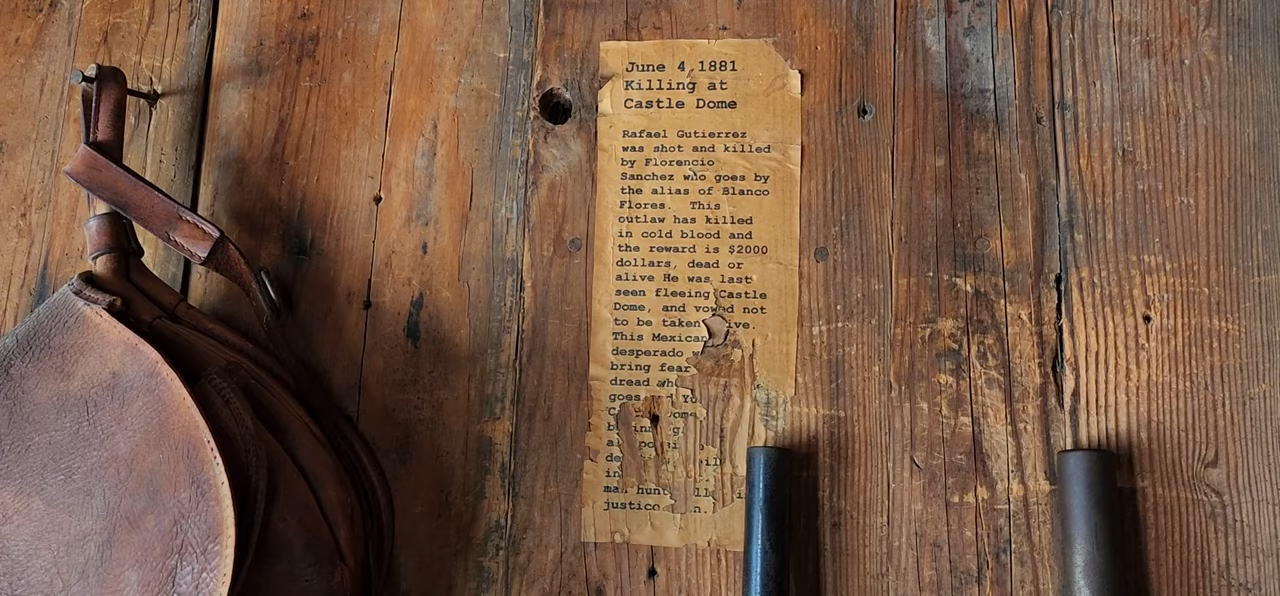 June 4,1881
Killing at
Castle Dome
Rafael Gutierrez
was shot and killed
by Florencio
Sanchez who goes by
the alias of Blanco
Flores. This
outlaw has killed
in cold blood and
the reward is $2000
dollars, dead or
alive He was last
seen fleeing Castle
Dome, and vowed not
to be taken
This Mexican
desperado
bring fear
dread
goes
man hunt
justice